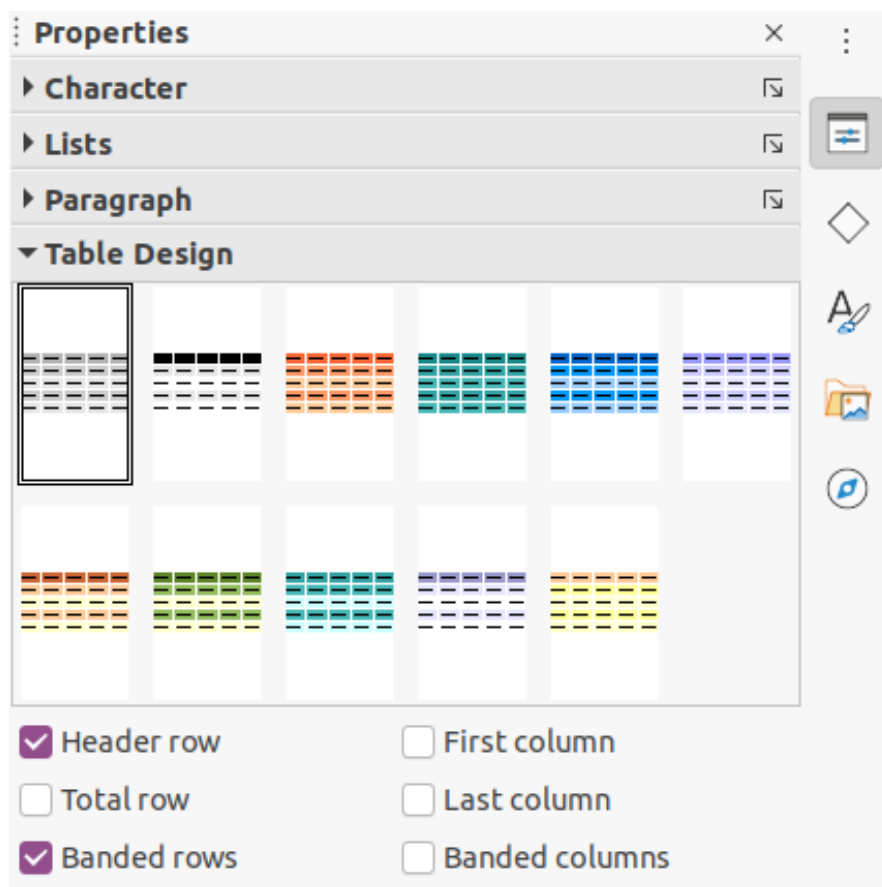 Properties
Character
Lists
Paragraph
Table Design
Header row
First column
Total row
Last column
Banded rows
Banded columns